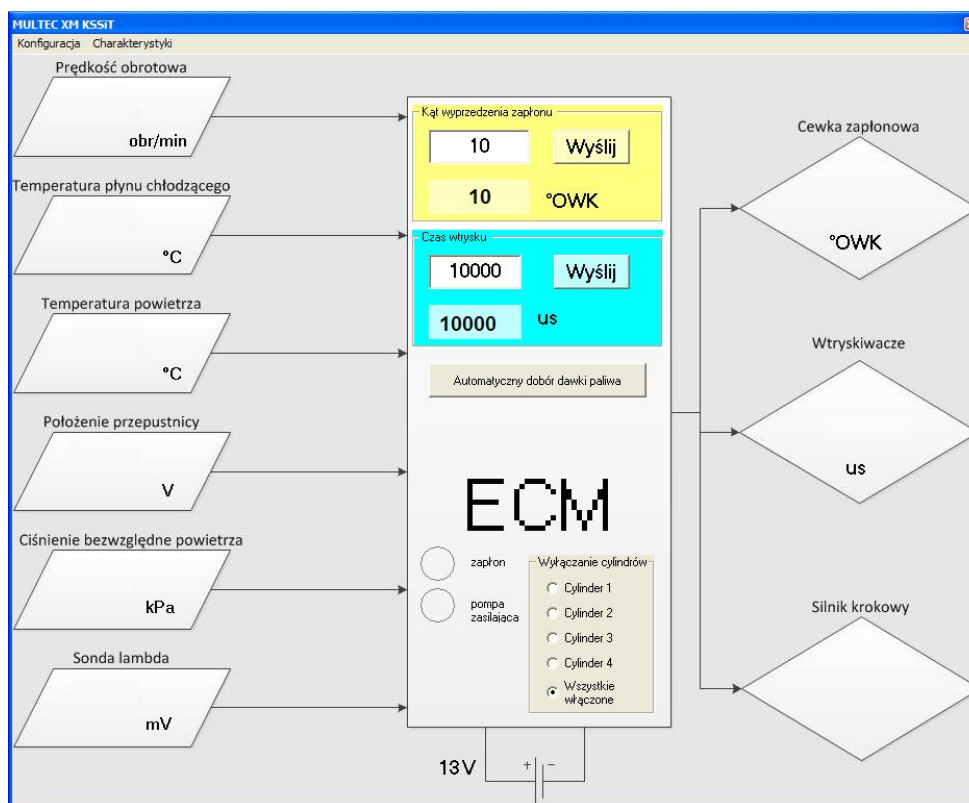 MULTEC XM KSSiT
Konfiguracja Charakterystyki
Prędkość obrotowa
obr/min
Temperatura płynu chłodzącego
°C
Temperatura powietrza
°C
Położenie przepustnicy
V
Ciśnienie bezwzględne powietrza
kPa
Sonda lambda
mV
Kąt wyprzedzenia zapłonu
10 Wyślij
10 °OWK
Czas wtrysku
10000 Wyślij
10000 us
Automatyczny dobór dawki paliwa
ECM
zapłon
pompa
zasilająca
Wyłączanie cylindrów
Cylinder 1
Cylinder 2
Cylinder 3
Cylinder 4
Wszystkie
włączone
13V
+ −
Cewka zapłonowa
°OWK
Wtryskiwacze
us
Silnik krokowy